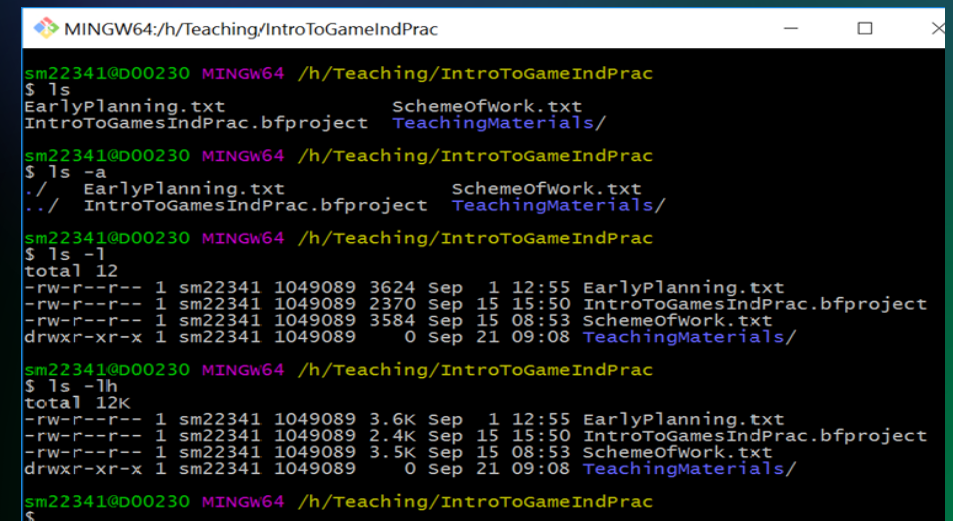 MINGW64:/h/Teaching/IntroToGameIndPrac
sm22341@D00230 MINGW64 /h/Teaching/IntroToGameIndPrac
$ ls
EarlyPlanning.txt SchemeOfWork.txt
IntroToGamesIndPrac.bfproject TeachingMaterials/
sm22341@D00230 MINGW64 /h/Teaching/IntroToGameIndPrac
$ ls -a
./ EarlyPlanning.txt SchemeOfWork.txt
../ IntroToGamesIndPrac.bfproject TeachingMaterials/
sm22341@D00230 MINGW64 /h/Teaching/IntroToGameIndPrac
$ ls -l
total 12
-rw-r--r-- 1 sm22341 1049089 3624 Sep 1 12:55 EarlyPlanning.txt
-rw-r--r-- 1 sm22341 1049089 2370 Sep 15 15:50 IntroToGamesIndPrac.bfproject
-rw-r--r-- 1 sm22341 1049089 3584 Sep 15 08:53 SchemeOfWork.txt
drwxr-xr-x 1 sm22341 1049089 0 Sep 21 09:08 TeachingMaterials/
sm22341@D00230 MINGW64 /h/Teaching/IntroToGameIndPrac
$ ls -lh
total 12K
-rw-r--r-- 1 sm22341 1049089 3.6K Sep 1 12:55 EarlyPlanning.txt
-rw-r--r-- 1 sm22341 1049089 2.4K Sep 15 15:50 IntroToGamesIndPrac.bfproject
-rw-r--r-- 1 sm22341 1049089 3.5K Sep 15 08:53 SchemeOfWork.txt
drwxr-xr-x 1 sm22341 1049089 0 Sep 21 09:08 TeachingMaterials/
sm22341@D00230 MINGW64 /h/Teaching/IntroToGameIndPrac
$